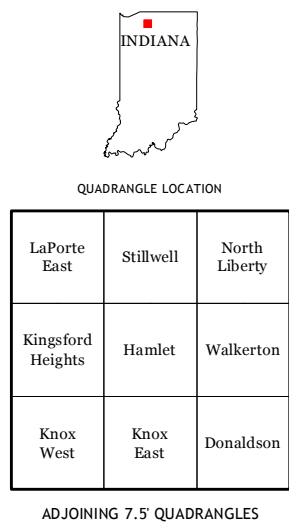 INDIANA
QUADRANGLE LOCATION
LaPorte
East
Stillwell
North
Liberty
Kingsford
Heights
Hamlet
Walkerton
Knox
West
Knox
East
Donaldson
ADJOINING 7.5' QUADRANGLES